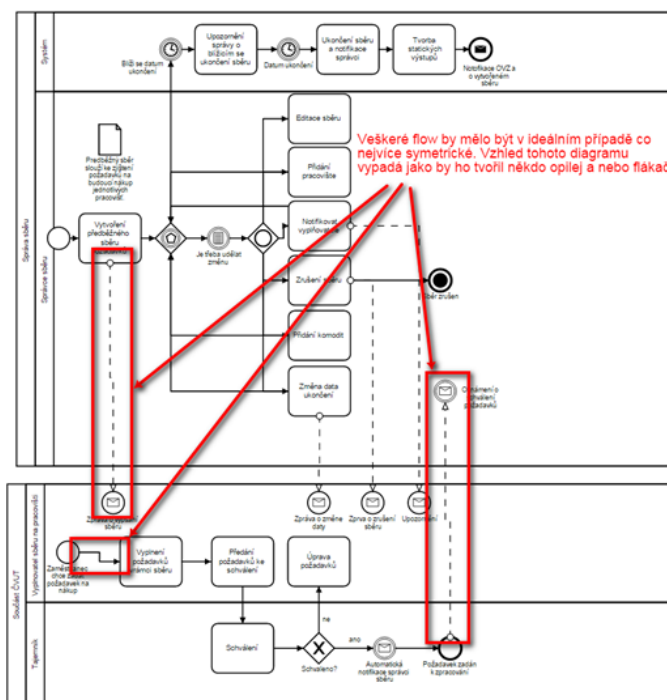 Systém
Blíží se datum
ukončení
Upozornění
správy o
blížícím se
ukončení sběru
Datum ukončení
Ukončení sběru
a notifikace
správci
Tvorba
statických
výstupů
Notifikace OVZ a
o vytvořeném
sběru
Správa sběru
Správce sběru
Předběžný sběr
slouží ke zjištění
požadavků na
budoucí nákup
jednotlivých
pracovišť
Vytvoření
předběžného
sběru
Je třeba udělat
změnu
Editace sběru
Přidání
pracoviště
Notifikovat
vyplňovatele
Zrušení sběru
Přidání komodit
Změna data
ukončení
Sběr zrušen
Veškeré flow by mělo být v ideálním případě co
nejvíce symetrické. Vzhled tohoto diagramu
vypadá jako by ho tvořil někdo opilej a nebo flákač
Oznámení o
schválení
požadavků
Součást ČVUT
Vyplňovatel sběru na pracovišti
sběru
Zpráva o změne
daty
Zprva o zrušení
sběru
Upozornění
Zaměstnanec
chce zadat
požadavek na
nákup
Vyplnení
požadavků
rámci sběru
Předání
požadavků ke
schválení
Úprava
požadavků
Tajemník
Schválení
Schváleno?
ne
ano
Automatická
notifikace správci
sběru
Požadavek zadán
k zpracování